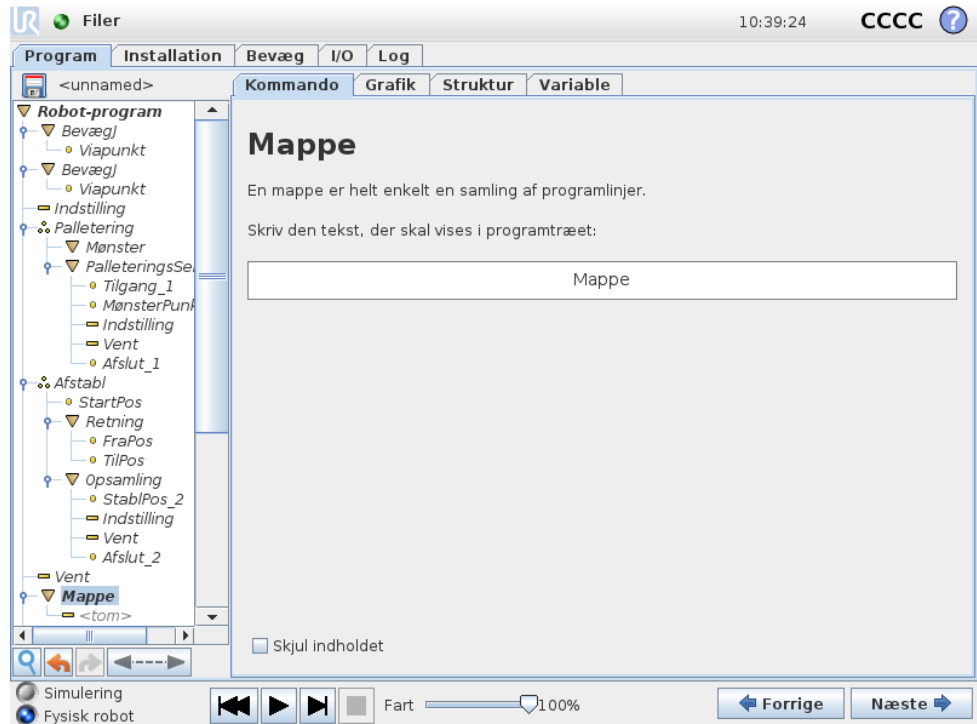 UR Filer 10:39:24 CCCC ?
Program Installation Bevæg I/O Log
<unnamed>
Kommando Grafik Struktur Variable
Robot-program
BevægJ
Viapunkt
BevægJ
Viapunkt
Indstilling
Palletering
Mønster
PalleteringsSe
Tilgang_1
MønsterPunk
Indstilling
Vent
Afslut_1
Afstabl
StartPos
Retning
FraPos
TilPos
Opsamling
StablPos_2
Indstilling
Vent
Afslut_2
Vent
Mappe
<tom>
Mappe
En mappe er helt enkelt en samling af programlinjer.
Skriv den tekst, der skal vises i programtræet:
Mappe
Skjul indholdet
Simulering
Fysisk robot
Fart 100%
Forrige Næste